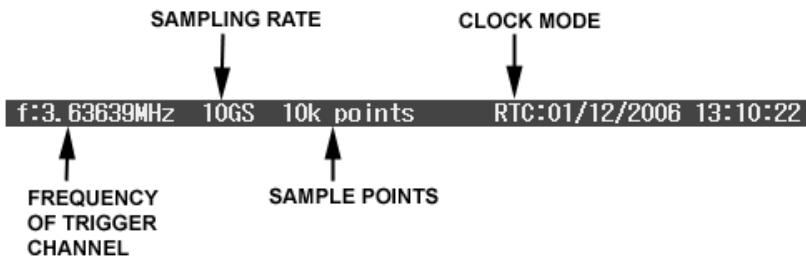 SAMPLING RATE
CLOCK MODE
f:3.63639MHz 10GS 10k points RTC:01/12/2006 13:10:22
FREQUENCY
OF TRIGGER
CHANNEL
SAMPLE POINTS